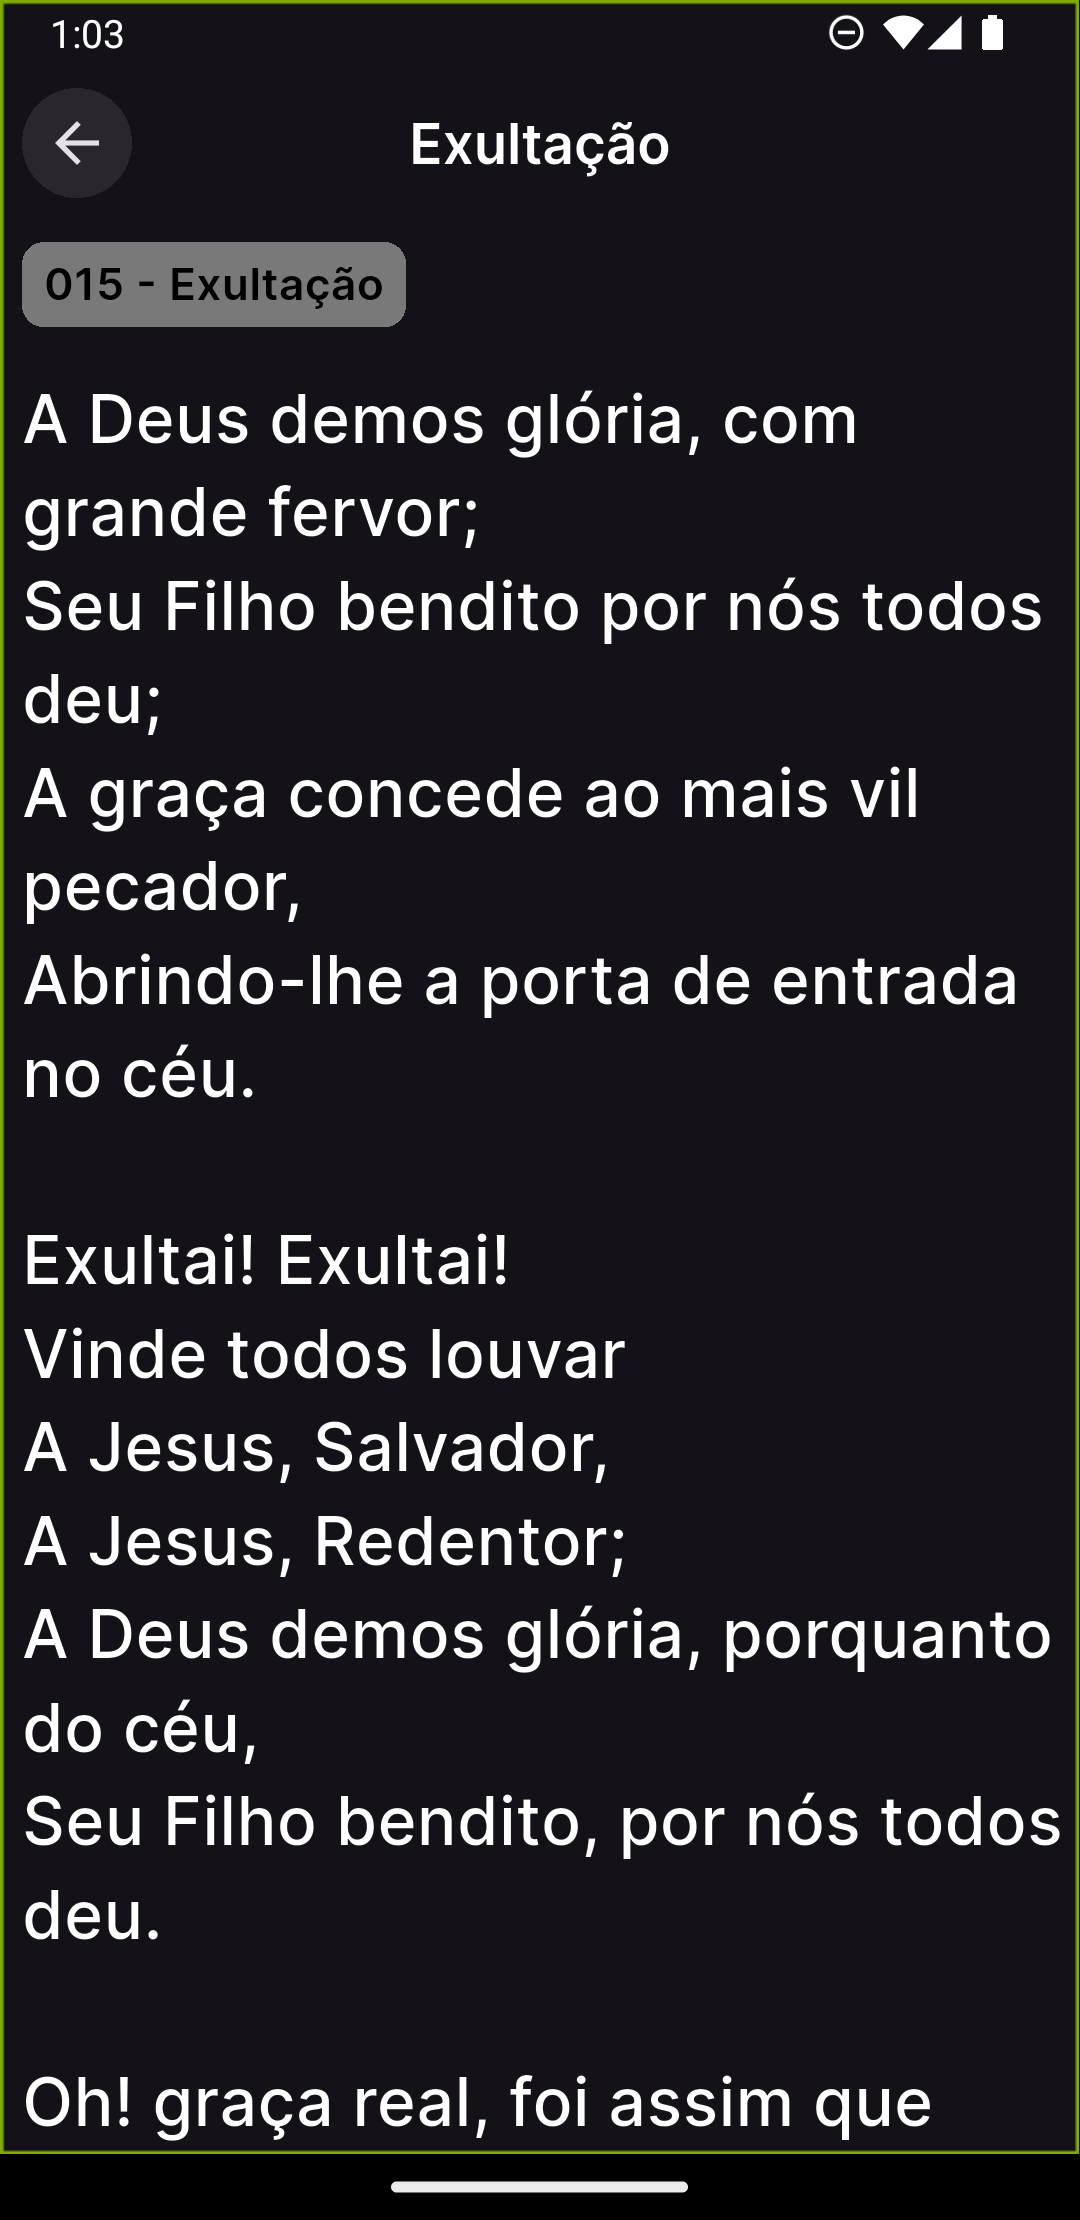 1:03
Exultação
015 - Exultação
A Deus demos glória, com
grande fervor;
Seu Filho bendito por nós todos
deu;
A graça concede ao mais vil
pecador,
Abrindo-lhe a porta de entrada
no céu.
Exultai! Exultai!
Vinde todos louvar
A Jesus, Salvador,
A Jesus, Redentor;
A Deus demos glória, porquanto
do céu,
Seu Filho bendito, por nós todos
deu.
Oh! graça real, foi assim que